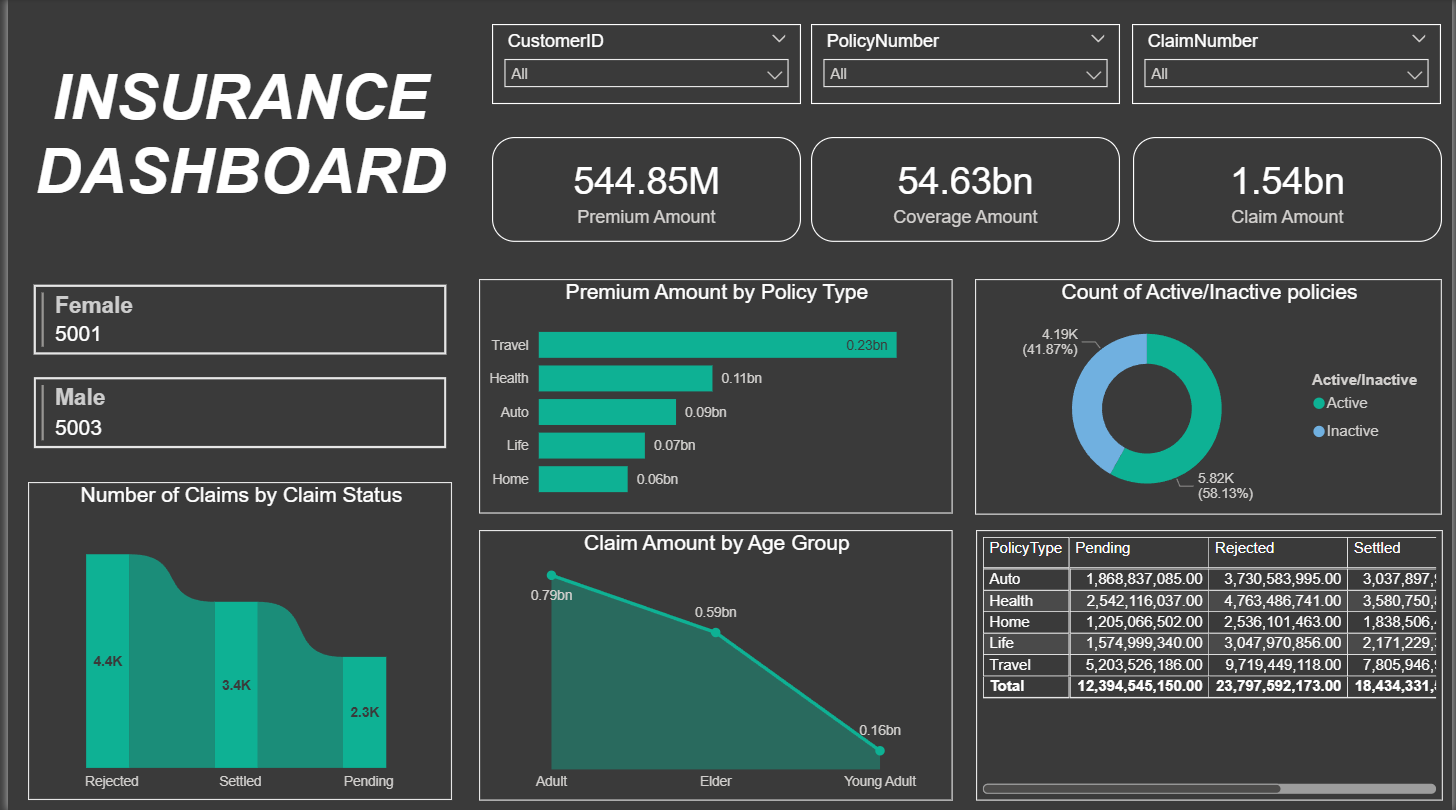 INSURANCE
DASHBOARD
CustomerID
All
PolicyNumber
All
ClaimNumber
All
544.85M
Premium Amount
54.63bn
Coverage Amount
1.54bn
Claim Amount
Female
5001
Male
5003
Number of Claims by Claim Status
4.4K
3.4K
2.3K
Rejected Settled Pending
Premium Amount by Policy Type
Travel 0.23bn
Health 0.11bn
Auto 0.09bn
Life 0.07bn
Home 0.06bn
Count of Active/Inactive policies
4.19K
(41.87%)
5.82K
(58.13%)
Active/Inactive
Active
Inactive
Claim Amount by Age Group
0.79bn
0.59bn
0.16bn
Adult Elder Young Adult
PolicyType Pending Rejected Settled
Auto 1,868,837,085.00 3,730,583,995.00 3,037,897,
Health 2,542,116,037.00 4,763,486,741.00 3,580,750,
Home 1,205,066,502.00 2,536,101,463.00 1,838,506,
Life 1,574,999,340.00 3,047,970,856.00 2,171,229,
Travel 5,203,526,186.00 9,719,449,118.00 7,805,946,
Total 12,394,545,150.00 23,797,592,173.00 18,434,331,